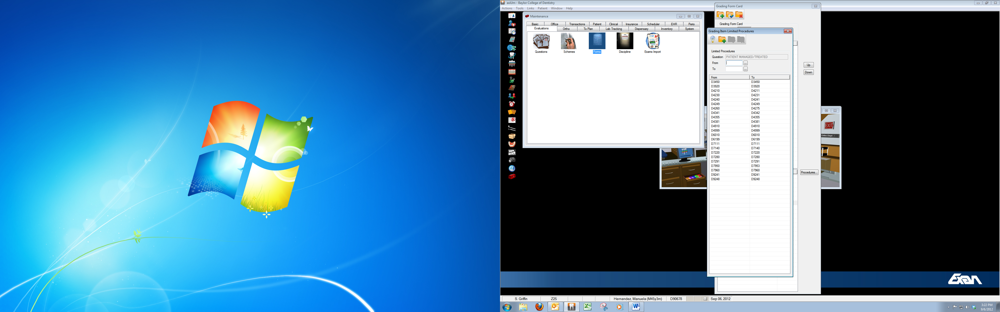 axiUm - Baylor College of Dentistry
Actions Tools Links Patient Window Help
Maintenance
Basic Office Transactions Patient Clinical Insurance Scheduler EHR Perio
Evaluations Ortho Tx Plan Lab Tracking Dispensary Inventory System
Questions Schemes Forms Discipline Exams Import
Grading Form Card
Grading Form Card
Grading Item Limited Procedures
Limited Procedures
Question PATIENT MANAGED/TREATED
From ...
To ...
From To
D3450 D3450
D3920 D3920
D4210 D4211
D4230 D4231
D4240 D4241
D4249 D4249
D4260 D4275
D4341 D4342
D4355 D4355
D4381 D4381
D4910 D4910
D4999 D4999
D6010 D6010
D6199 D6199
D7111 D7111
D7140 D7140
D7220 D7220
D7280 D7280
D7291 D7291
D7950 D7953
D7960 D7960
D9241 D9241
D9248 D9248
Up
Down
Procedures...
EXIT
Ortho Dept
Exan
S. Griffin Z25 Hernandez, Manuela (M45y3m) D90678 Sep 06, 2012
3:22 PM
9/6/2012